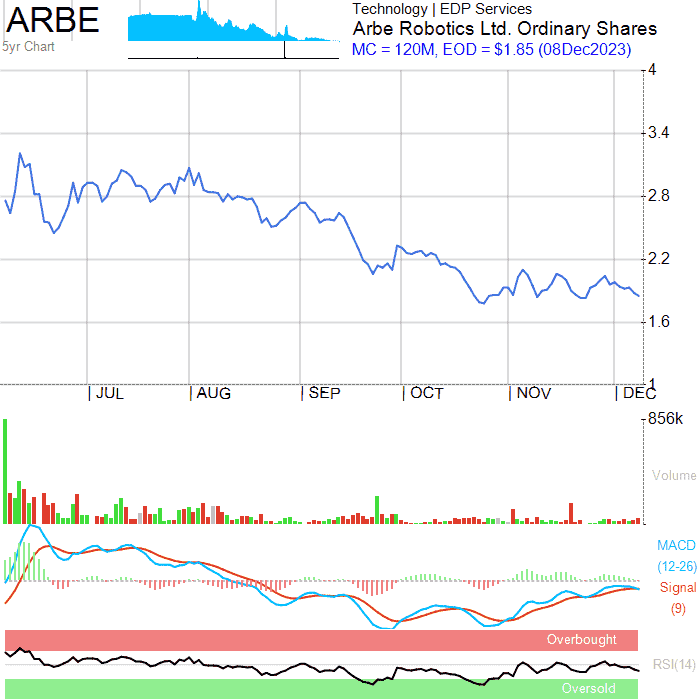 ARBE
5yr Chart
Technology | EDP Services
Arbe Robotics Ltd. Ordinary Shares
MC = 120M, EOD = $1.85 (08Dec2023)
4
3.4
2.8
2.2
1.6
1
| JUL | AUG | SEP | OCT | NOV | DEC
856k
Volume
MACD
(12-26)
Signal
(9)
Overbought
RSI(14)
Oversold